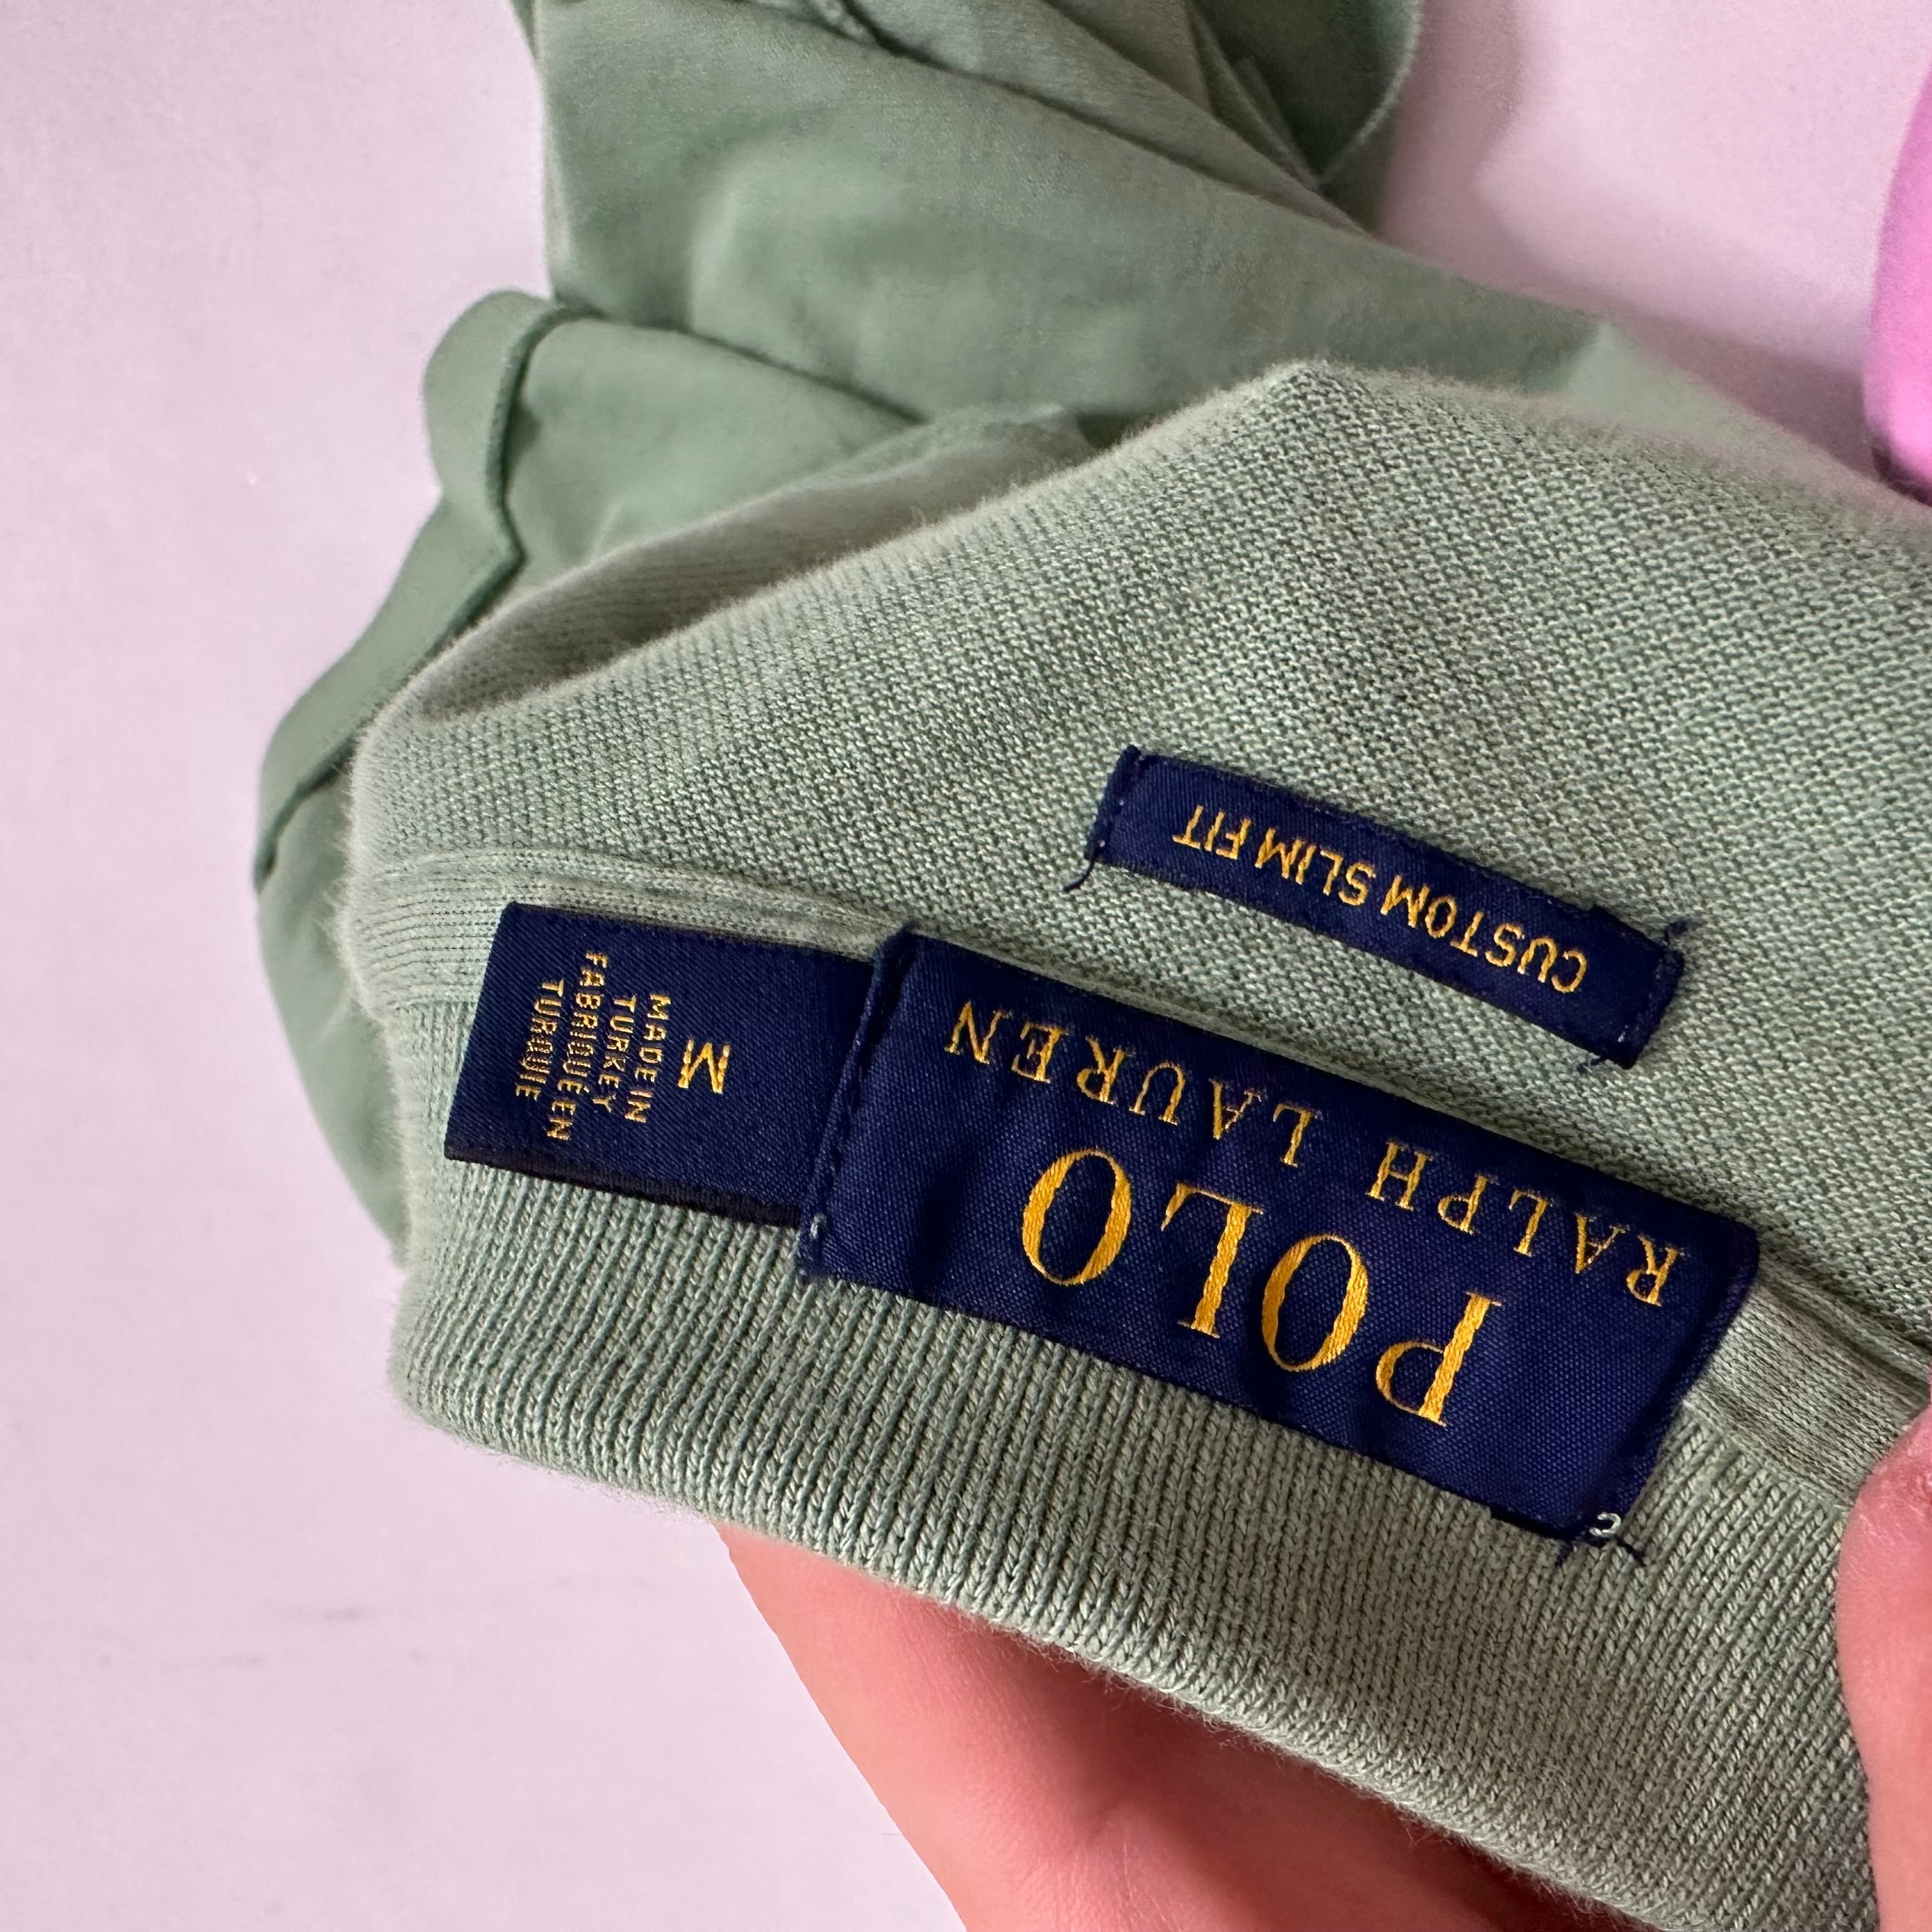 POLO
RALPH LAUREN
M
MADE IN
TURKEY
FABRIQUÉ EN
TURQUIE
CUSTOM SLIM FIT